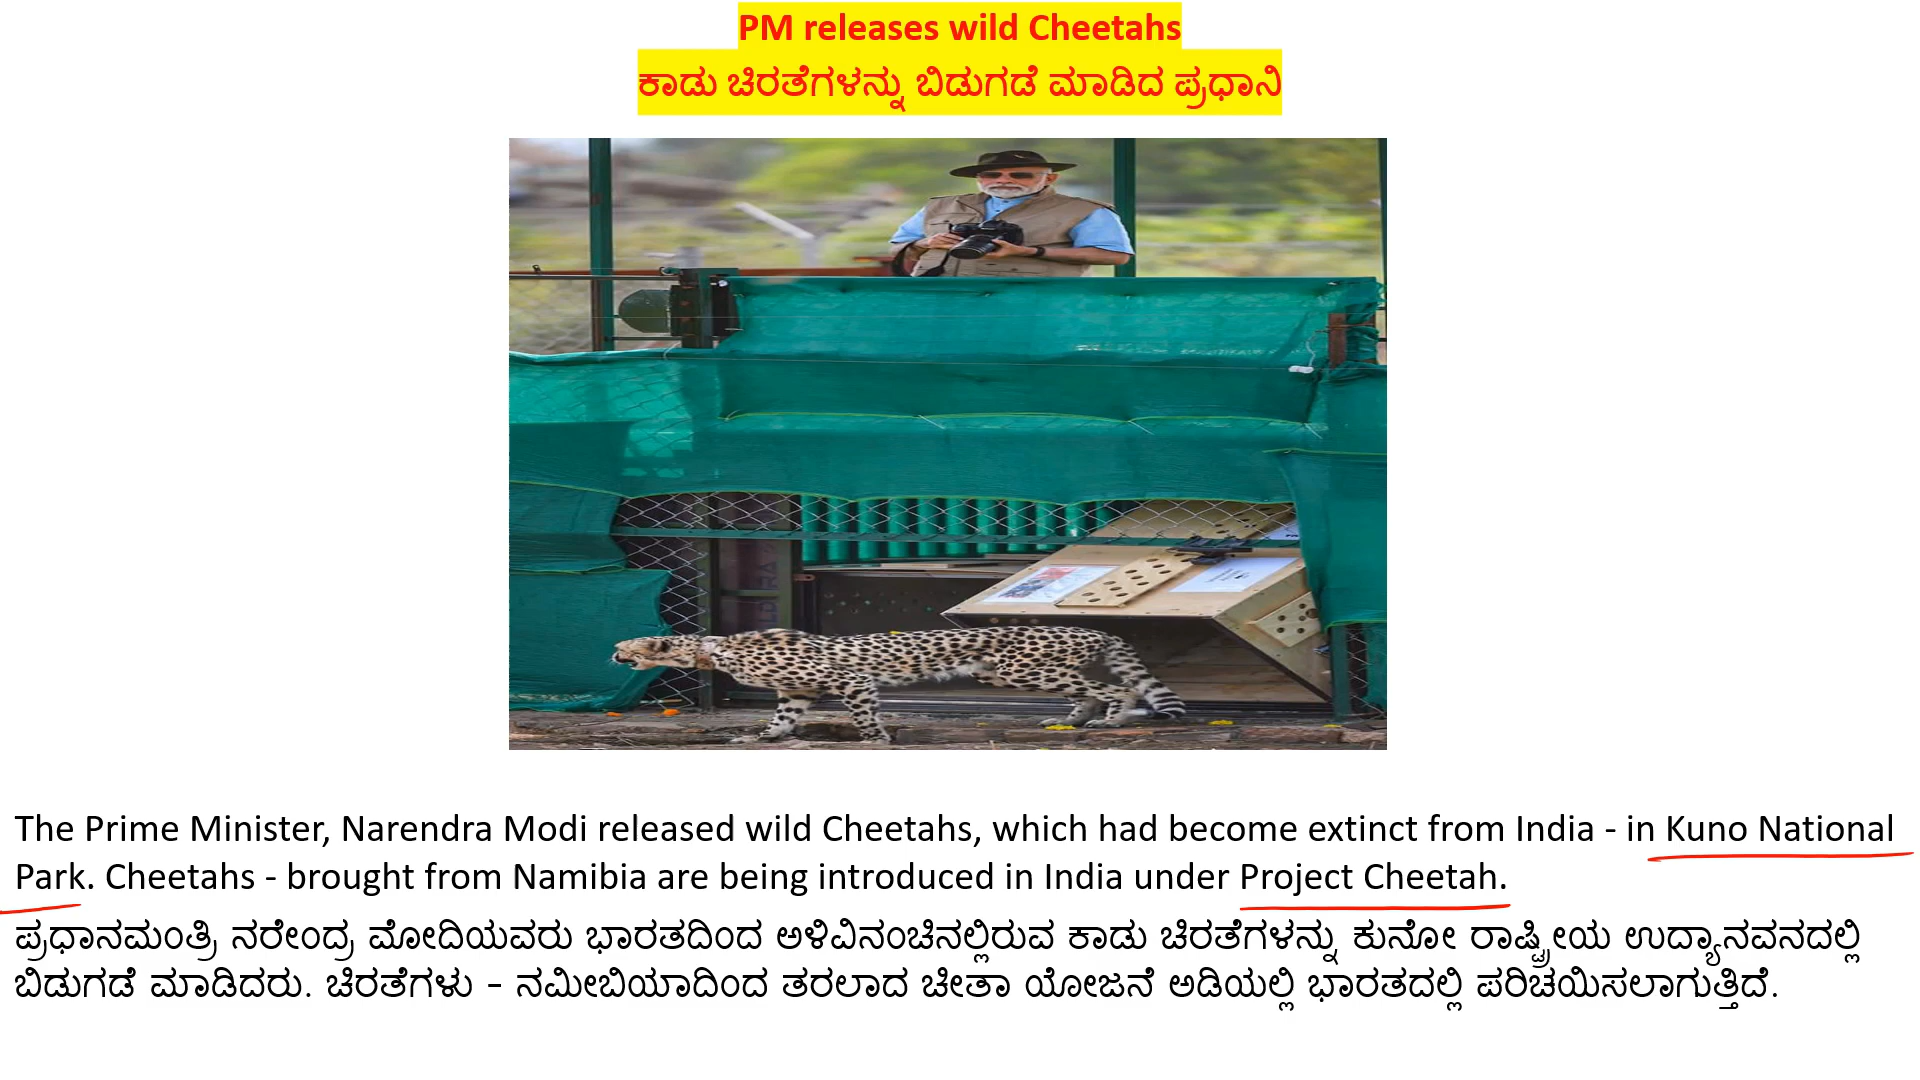 PM releases wild Cheetahs
ಕಾಡು ಚಿರತೆಗಳನ್ನು ಬಿಡುಗಡೆ ಮಾಡಿದ ಪ್ರಧಾನಿ
The Prime Minister, Narendra Modi released wild Cheetahs, which had become extinct from India - in Kuno National
Park. Cheetahs - brought from Namibia are being introduced in India under Project Cheetah.
ಪ್ರಧಾನಮಂತ್ರಿ ನರೇಂದ್ರ ಮೋದಿಯವರು ಭಾರತದಿಂದ ಅಳಿವಿನಂಚಿನಲ್ಲಿರುವ ಕಾಡು ಚಿರತೆಗಳನ್ನು ಕುನೋ ರಾಷ್ಟ್ರೀಯ ಉದ್ಯಾನವನದಲ್ಲಿ
ಬಿಡುಗಡೆ ಮಾಡಿದರು. ಚಿರತೆಗಳು - ನಮೀಬಿಯಾದಿಂದ ತರಲಾದ ಚೀತಾ ಯೋಜನೆ ಅಡಿಯಲ್ಲಿ ಭಾರತದಲ್ಲಿ ಪರಿಚಯಿಸಲಾಗುತ್ತಿದೆ.